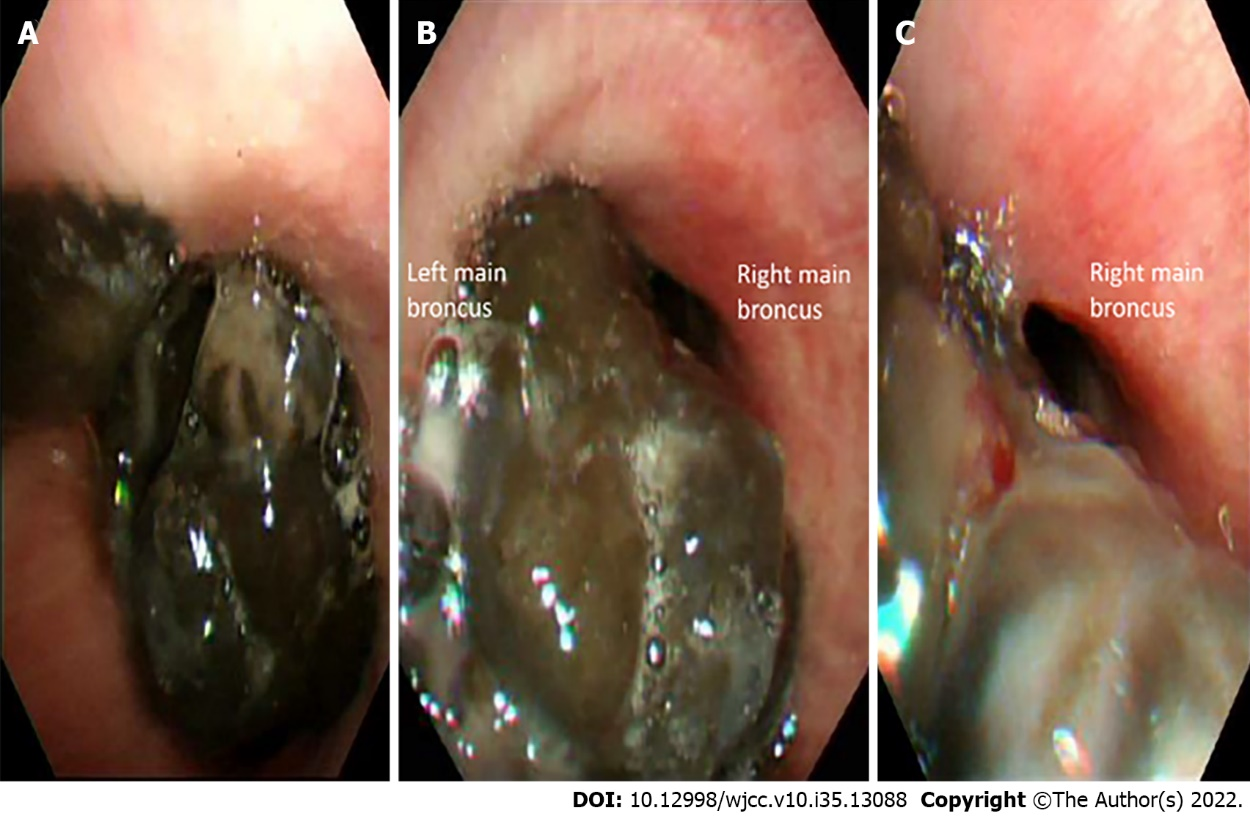 A
B
C
Left main
broncus
Right main
broncus
Right main
broncus
DOI: 10.12998/wjcc.v10.i35.13088 Copyright ©The Author(s) 2022.